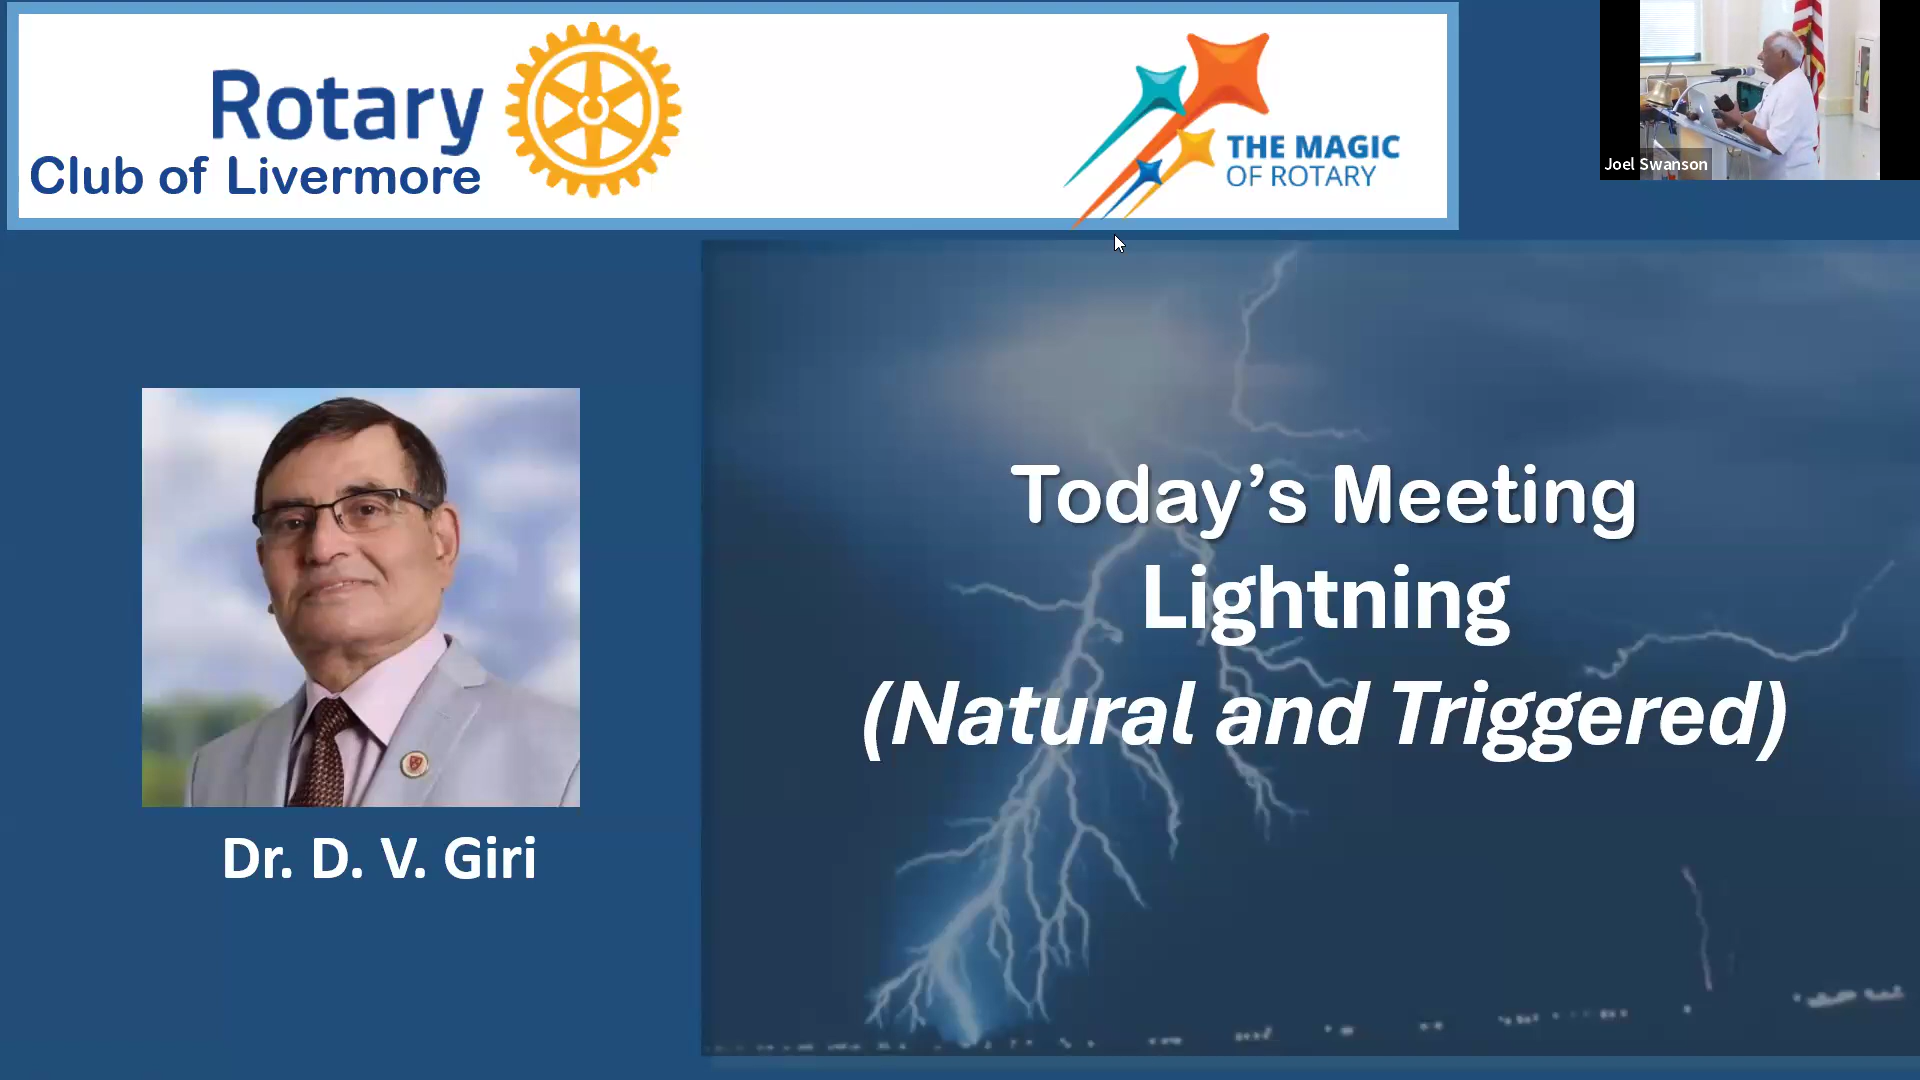 Rotary
Club of Livermore
THE MAGIC
OF ROTARY
Joel Swanson
Today’s Meeting
Lightning
(Natural and Triggered)
Dr. D. V. Giri